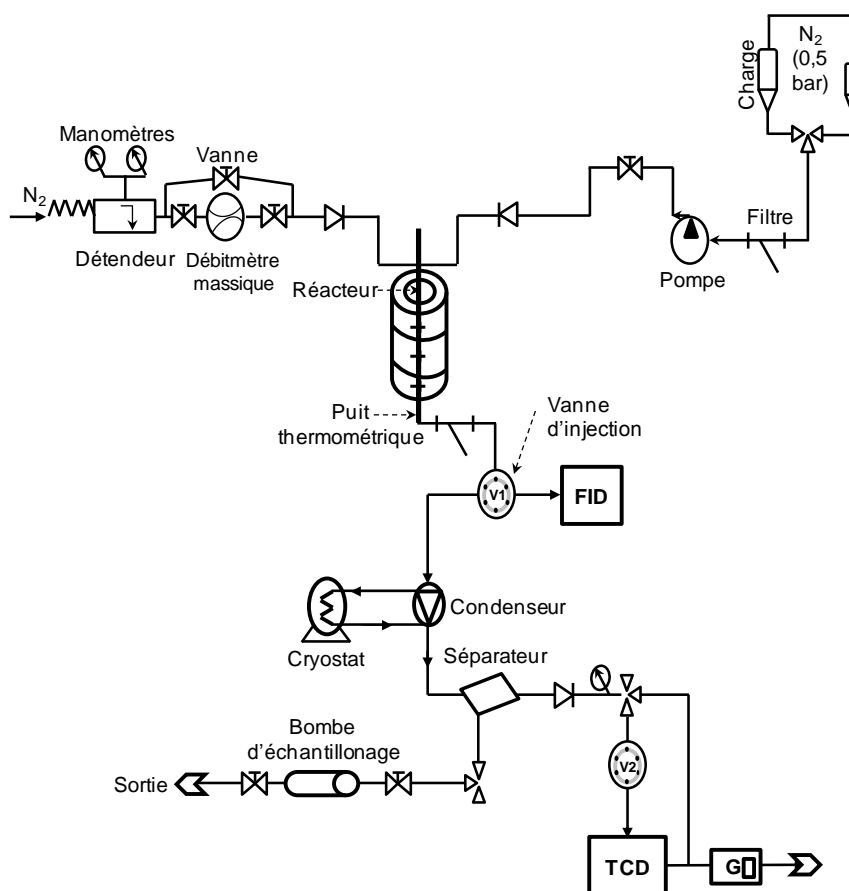 N2
(0,5
bar)
Charge
Manomètres
Vanne
N2
Filtre
Détendeur
Débitmètre
massique
Pompe
Réacteur
Puit
thermométrique
Vanne
d'injection
V1
FID
Condenseur
Cryostat
Séparateur
Bombe
d'échantillonage
Sortie
V2
TCD
G